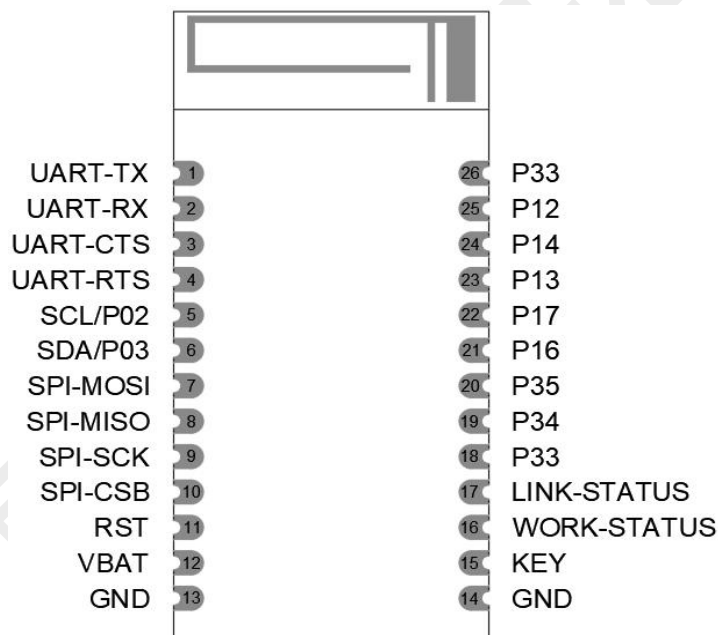 UART-TX 1 26 P33
UART-RX 2 25 P12
UART-CTS 3 24 P14
UART-RTS 4 23 P13
SCL/P02 5 22 P17
SDA/P03 6 21 P16
SPI-MOSI 7 20 P35
SPI-MISO 8 19 P34
SPI-SCK 9 18 P33
SPI-CSB 10 17 LINK-STATUS
RST 11 16 WORK-STATUS
VBAT 12 15 KEY
GND 13 14 GND